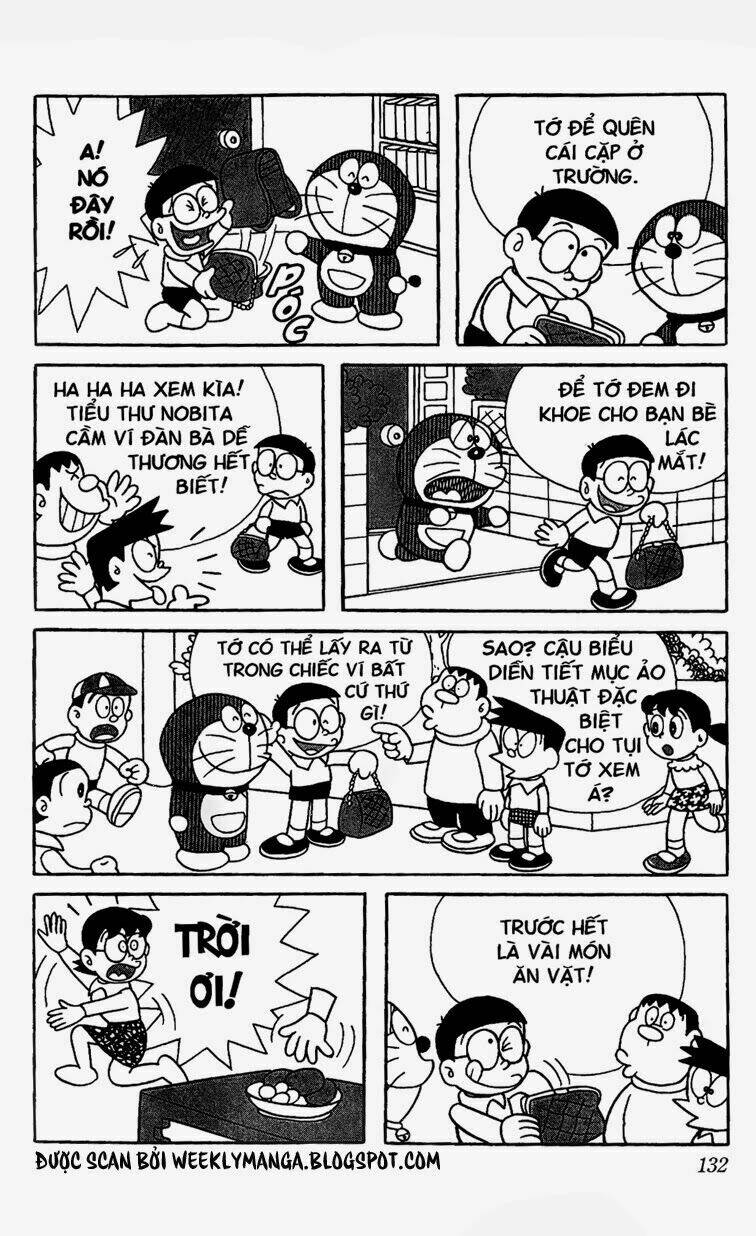 TỚ ĐỂ QUÊN
CÁI CẶP Ở
TRƯỜNG.
A!
NÓ
ĐÂY
RỒI!
PÓC
ĐỂ TỚ ĐEM ĐI
KHOE CHO BẠN BÈ
LÁC
MẮT!
HA HA HA XEM KÌA!
TIỂU THƯ NOBITA
CẦM VÍ ĐÀN BÀ DỄ
THƯƠNG HẾT
BIẾT!
SAO? CẬU BIỂU
DIỄN TIẾT MỤC ẢO
THUẬT ĐẶC
BIỆT
CHO TỤI
TỚ XEM
Á?
TỚ CÓ THỂ LẤY RA TỪ
TRONG CHIẾC VÍ BẤT
CỨ THỨ
GÌ!
TRƯỚC HẾT
LÀ VÀI MÓN
ĂN VẶT!
TRỜI
ƠI!
ĐƯỢC SCAN BỞI WEEKLYMANGA.BLOGSPOT.COM
132